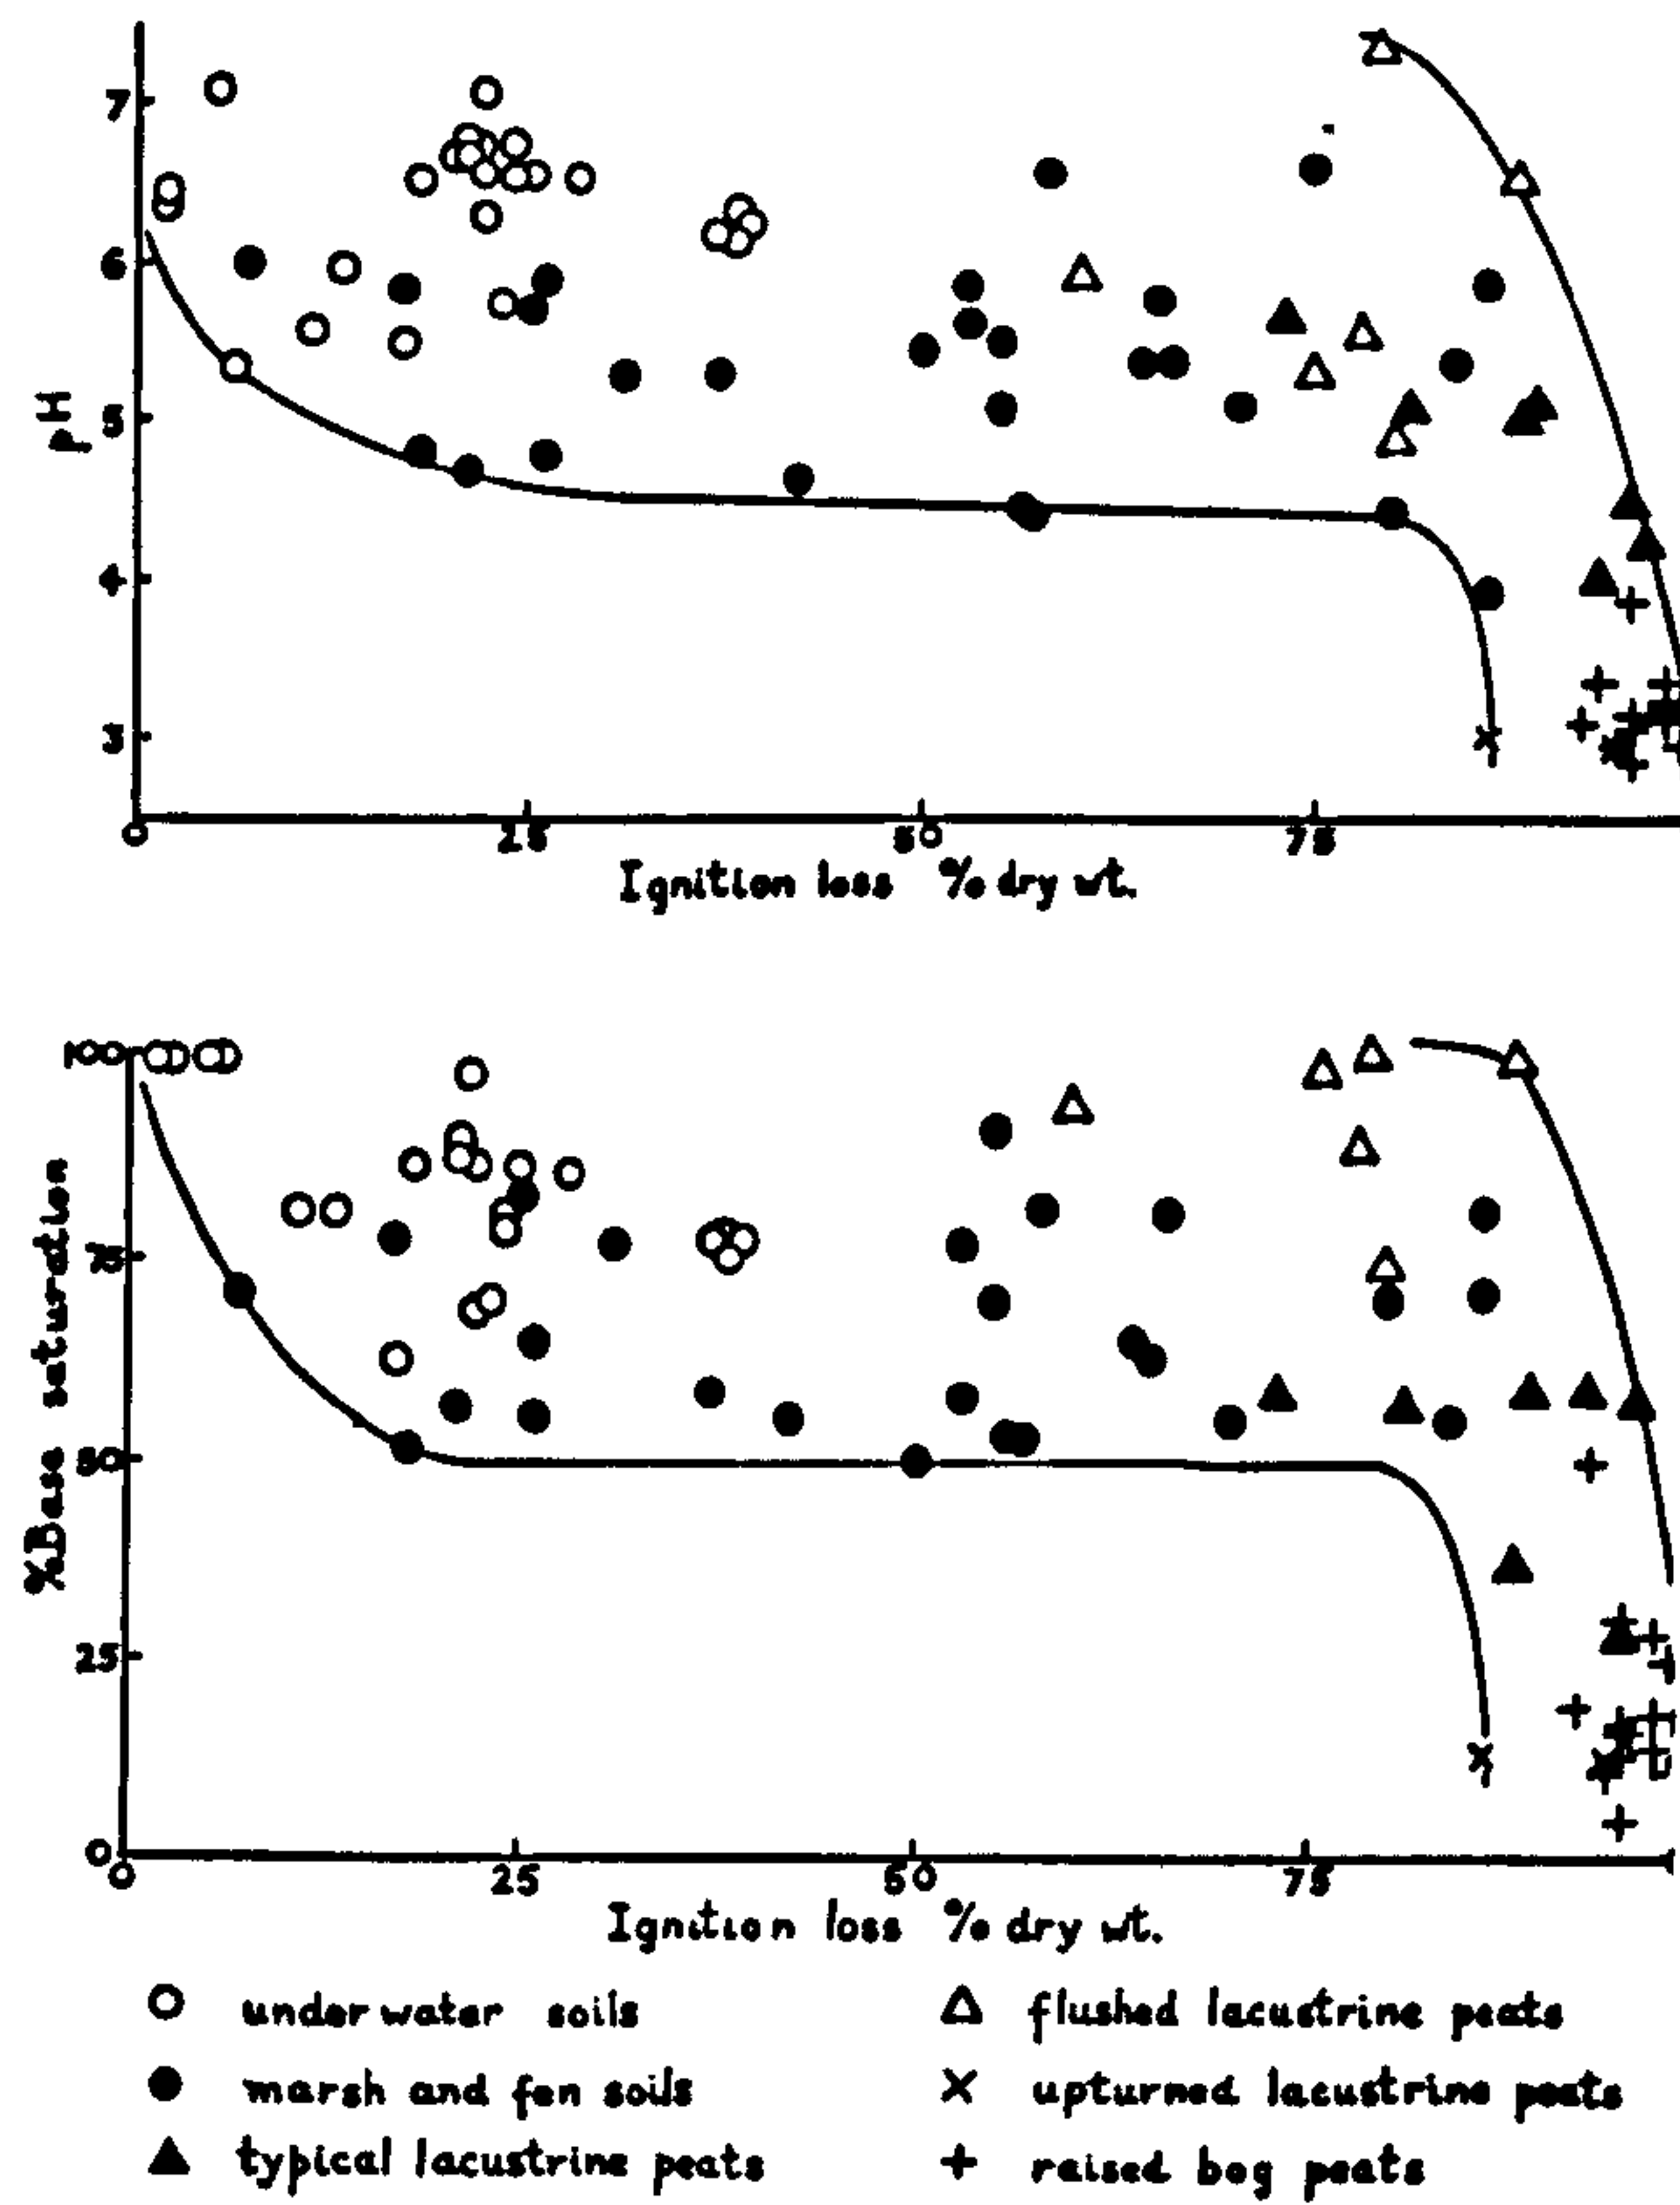 7
6
5
4
3
pH
0 25 50 75
Ignition loss % dry wt.
100
75
50
25
0
% Base saturation
0 25 50 75
Ignition loss % dry wt.
underwater soils
flushed lacustrine peats
marsh and fen soils
upturned lacustrine peats
typical lacustrine peats
raised bog peats